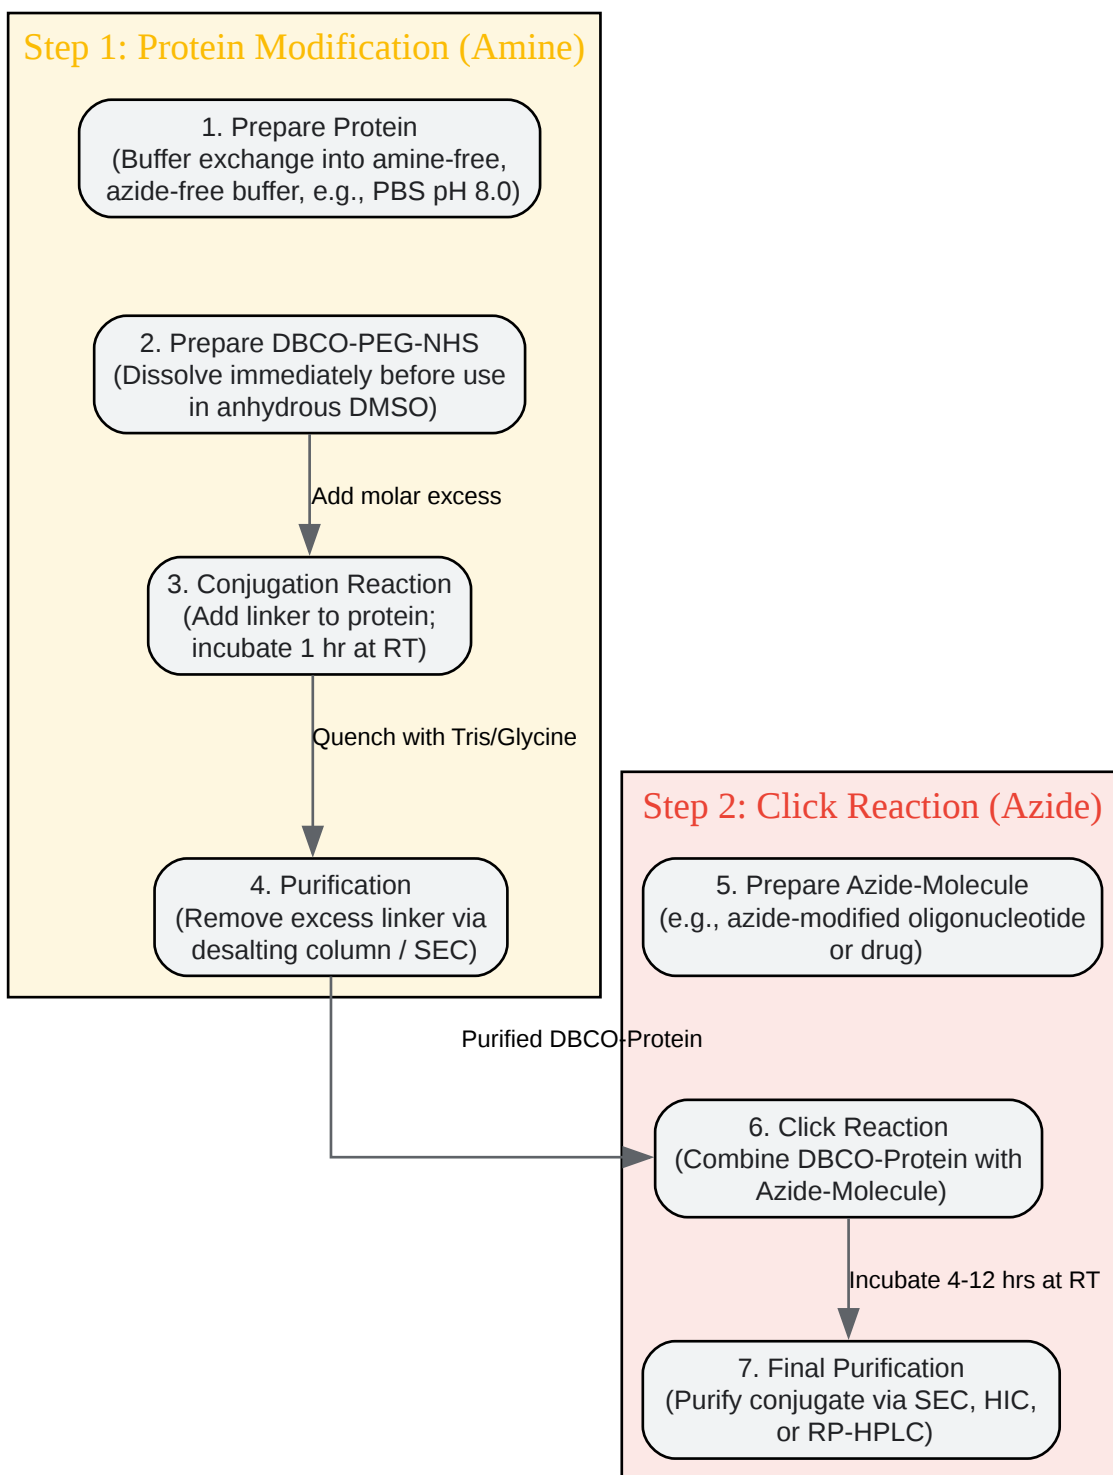 Step 1: Protein Modification (Amine)
1. Prepare Protein
(Buffer exchange into amine-free,
azide-free buffer, e.g., PBS pH 8.0)
2. Prepare DBCO-PEG-NHS
(Dissolve immediately before use
in anhydrous DMSO)
Add molar excess
3. Conjugation Reaction
(Add linker to protein;
incubate 1 hr at RT)
Quench with Tris/Glycine
4. Purification
(Remove excess linker via
desalting column / SEC)
Step 2: Click Reaction (Azide)
5. Prepare Azide-Molecule
(e.g., azide-modified oligonucleotide
or drug)
Purified DBCO-Protein
6. Click Reaction
(Combine DBCO-Protein with
Azide-Molecule)
Incubate 4-12 hrs at RT
7. Final Purification
(Purify conjugate via SEC, HIC,
or RP-HPLC)